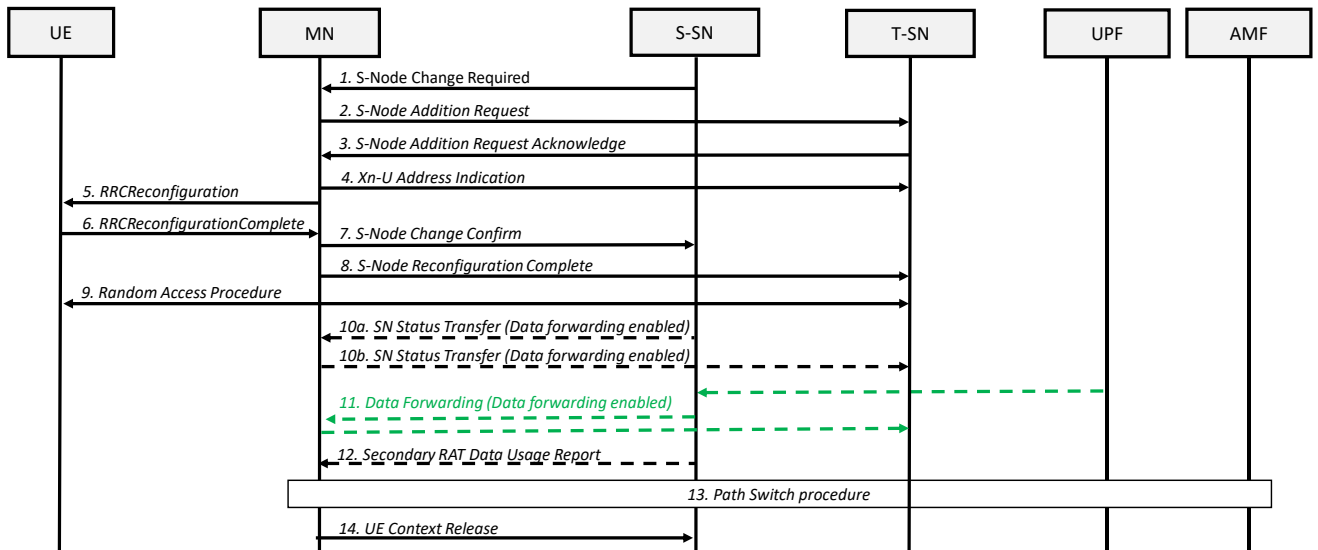 UE
MN
S-SN
T-SN
UPF
AMF
1. S-Node Change Required
2. S-Node Addition Request
3. S-Node Addition Request Acknowledge
4. Xn-U Address Indication
5. RRCReconfiguration
6. RRCReconfigurationComplete
7. S-Node Change Confirm
8. S-Node Reconfiguration Complete
9. Random Access Procedure
10a. SN Status Transfer (Data forwarding enabled)
10b. SN Status Transfer (Data forwarding enabled)
11. Data Forwarding (Data forwarding enabled)
12. Secondary RAT Data Usage Report
13. Path Switch procedure
14. UE Context Release